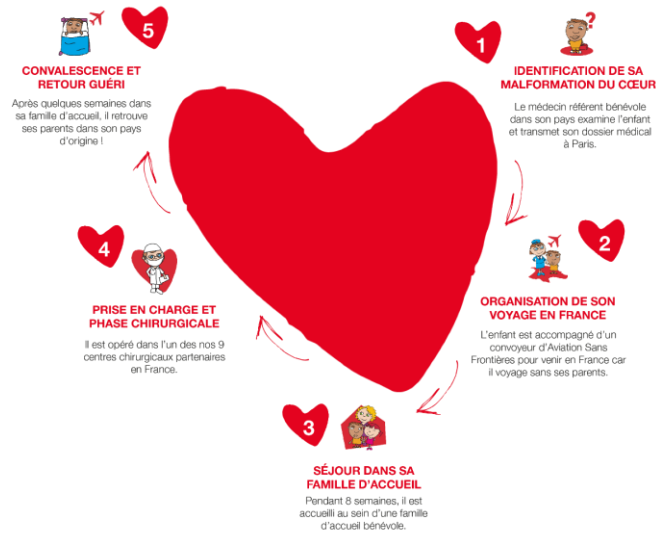 1
?
IDENTIFICATION DE SA
MALFORMATION DU CŒUR
Le médecin référent bénévole
dans son pays examine l'enfant
et transmet son dossier médical
à Paris.
2
ORGANISATION DE SON
VOYAGE EN FRANCE
L'enfant est accompagné d'un
convoyeur d'Aviation Sans
Frontières pour venir en France car
il voyage sans ses parents.
3
SÉJOUR DANS SA
FAMILLE D'ACCUEIL
Pendant 8 semaines, il est
accueilli au sein d'une famille
d'accueil bénévole.
4
PRISE EN CHARGE ET
PHASE CHIRURGICALE
Il est opéré dans l'un des nos 9
centres chirurgicaux partenaires
en France.
5
CONVALESCENCE ET
RETOUR GUÉRI
Après quelques semaines dans
sa famille d'accueil, il retrouve
ses parents dans son pays
d'origine !